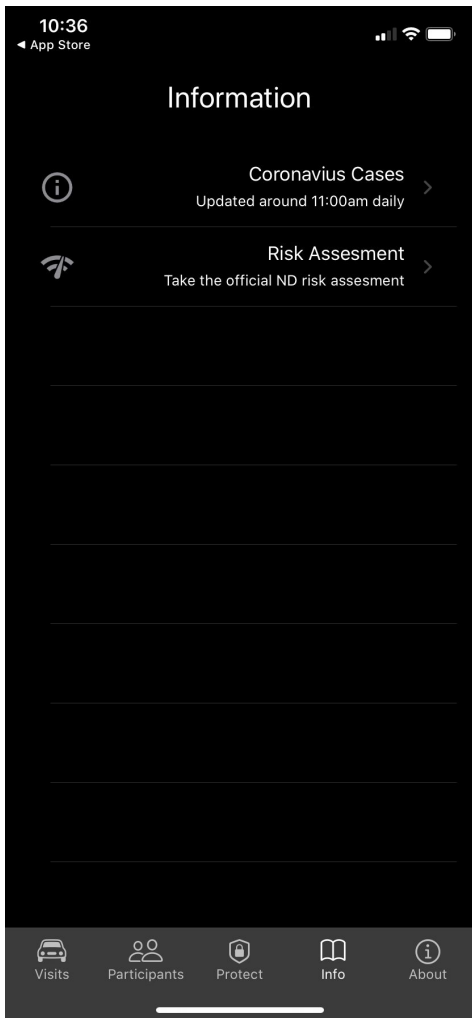 10:36
◀ App Store
Information
Coronavius Cases
Updated around 11:00am daily
Risk Assesment
Take the official ND risk assesment
Visits
Participants
Protect
Info
About